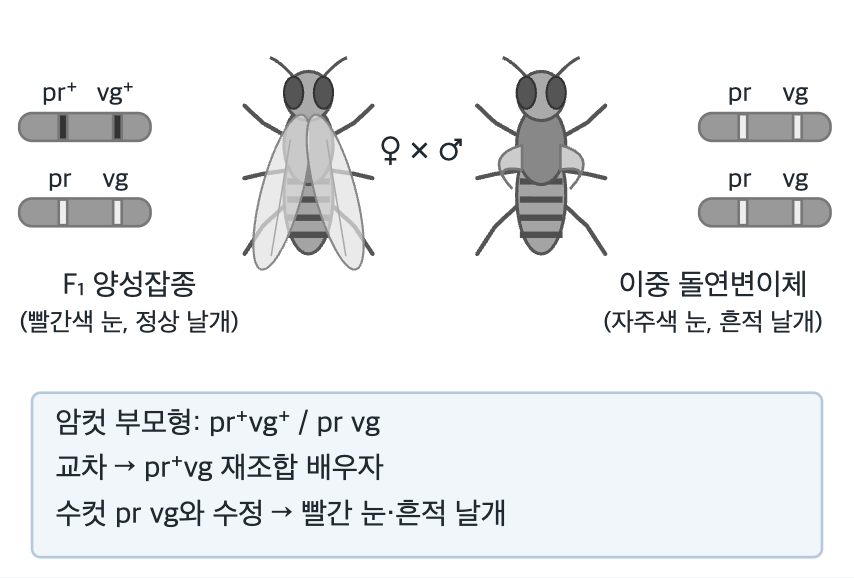 pr⁺ vg⁺
pr vg
♀ × ♂
pr vg
pr vg
F₁ 양성잡종
(빨간색 눈, 정상 날개)
이중 돌연변이체
(자주색 눈, 흔적 날개)
암컷 부모형: pr⁺vg⁺ / pr vg
교차 → pr⁺vg 재조합 배우자
수컷 pr vg와 수정 → 빨간 눈·흔적 날개